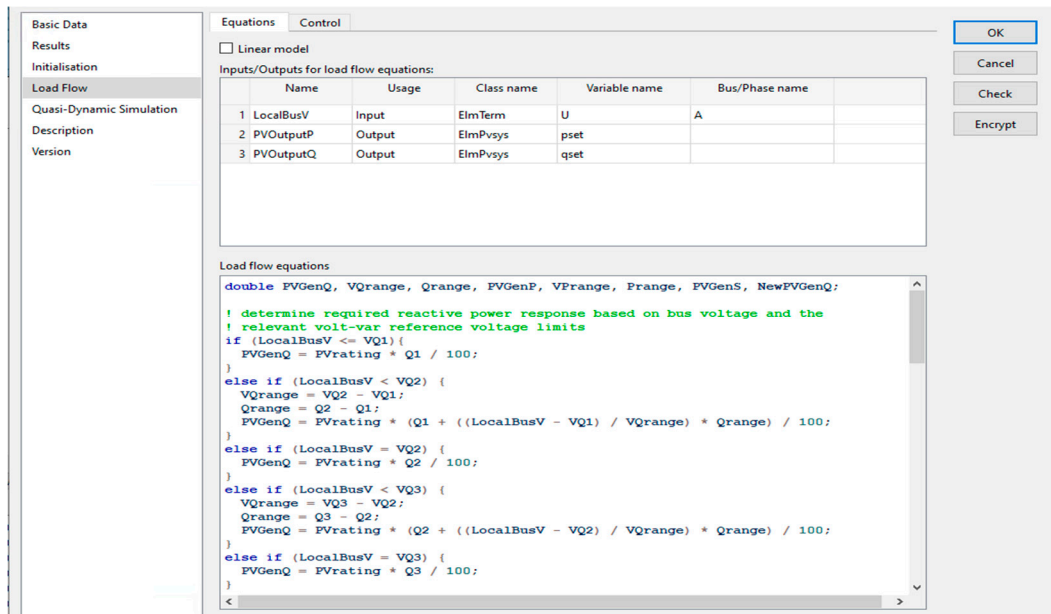 Basic Data
Results
Initialisation
Load Flow
Quasi-Dynamic Simulation
Description
Version
Equations Control
Linear model
Inputs/Outputs for load flow equations:
Name Usage Class name Variable name Bus/Phase name
1 LocalBusV Input ElmTerm U A
2 PVOutputP Output ElmPvsys pset
3 PVOutputQ Output ElmPvsys qset
Load flow equations
double PVGenQ, VQrange, Qrange, PVGenP, VPrange, Prange, PVGenS, NewPVGenQ;
! determine required reactive power response based on bus voltage and the
! relevant volt-var reference voltage limits
if (LocalBusV <= VQ1){
PVGenQ = PVrating * Q1 / 100;
}
else if (LocalBusV < VQ2) {
VQrange = VQ2 - VQ1;
Qrange = Q2 - Q1;
PVGenQ = PVrating * (Q1 + ((LocalBusV - VQ1) / VQrange) * Qrange) / 100;
}
else if (LocalBusV = VQ2) {
PVGenQ = PVrating * Q2 / 100;
}
else if (LocalBusV < VQ3) {
VQrange = VQ3 - VQ2;
Qrange = Q3 - Q2;
PVGenQ = PVrating * (Q2 + ((LocalBusV - VQ2) / VQrange) * Qrange) / 100;
}
else if (LocalBusV = VQ3) {
PVGenQ = PVrating * Q3 / 100;
}
OK
Cancel
Check
Encrypt